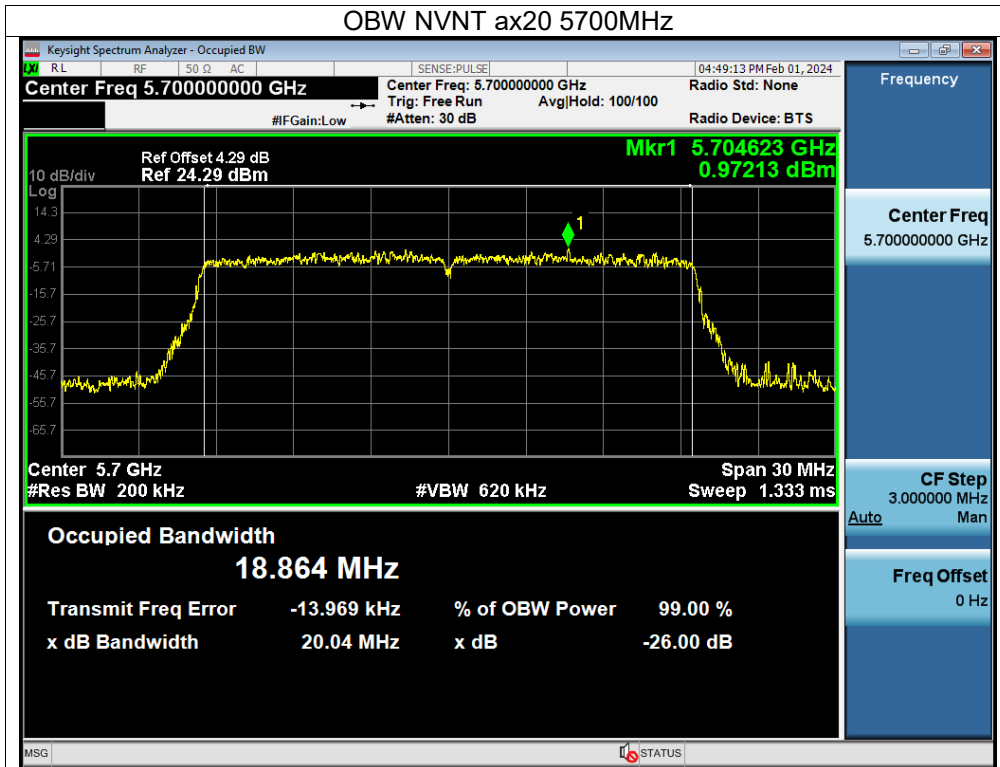 OBW NVNT ax20 5700MHz
Keysight Spectrum Analyzer - Occupied BW
LXI RL RF 50 Ω AC SENSE:PULSE 04:49:13 PM Feb 01, 2024
Center Freq 5.700000000 GHz
Center Freq: 5.700000000 GHz
Radio Std: None
Trig: Free Run Avg|Hold: 100/100
#IFGain:Low
#Atten: 30 dB
Radio Device: BTS
Frequency
Mkr1 5.704623 GHz
0.97213 dBm
Ref Offset 4.29 dB
10 dB/div Ref 24.29 dBm
Log
14.3
4.29
-5.71
-15.7
-25.7
-35.7
-45.7
-55.7
-65.7
1
Center 5.7 GHz Span 30 MHz
#Res BW 200 kHz #VBW 620 kHz Sweep 1.333 ms
Center Freq
5.700000000 GHz
CF Step
3.000000 MHz
Auto Man
Freq Offset
0 Hz
Occupied Bandwidth
18.864 MHz
Transmit Freq Error -13.969 kHz % of OBW Power 99.00 %
x dB Bandwidth 20.04 MHz x dB -26.00 dB
MSG STATUS